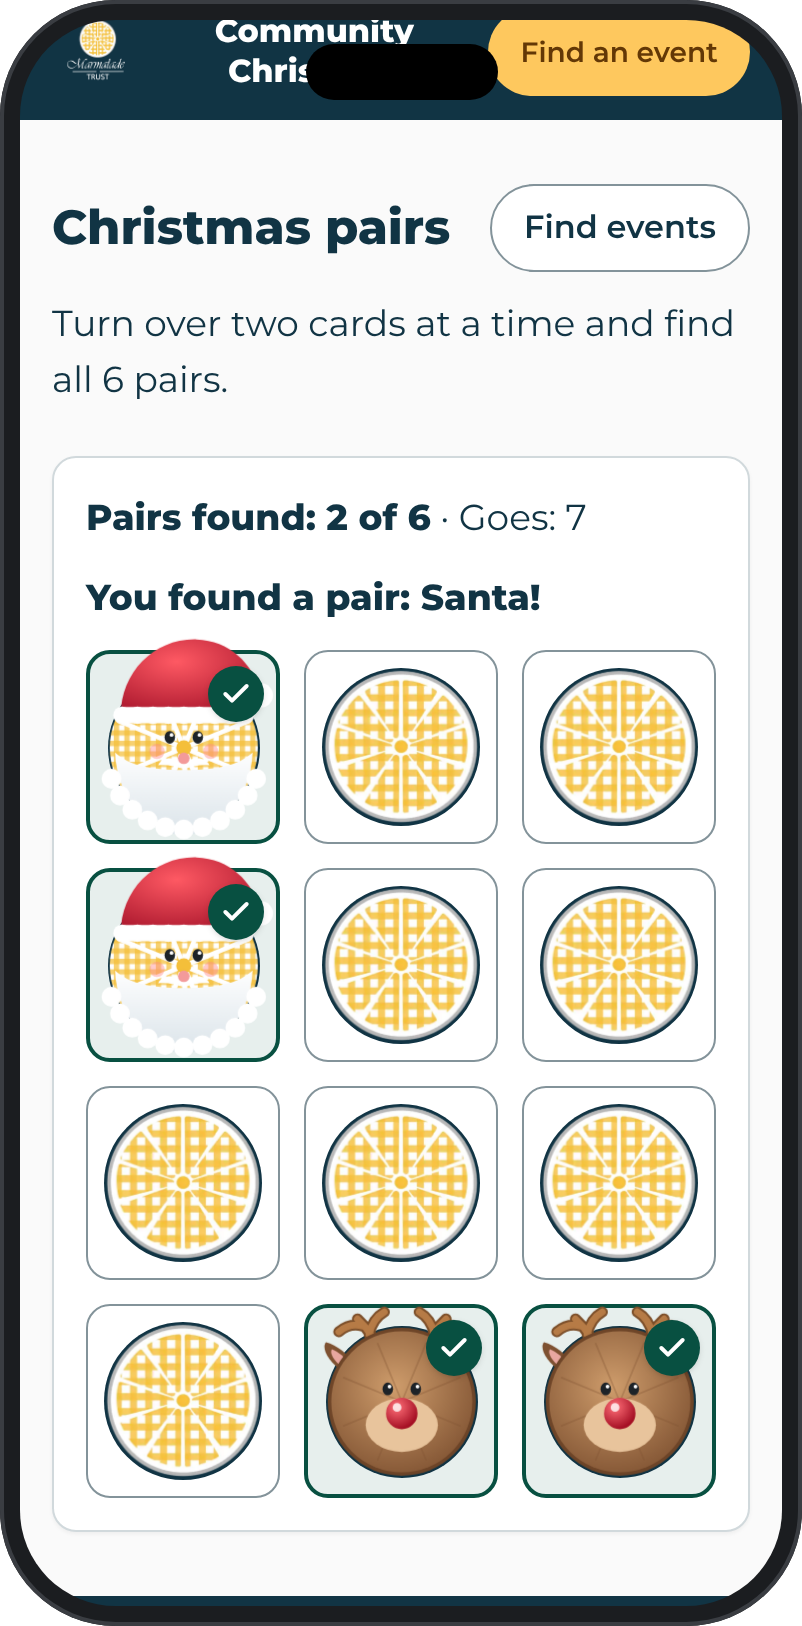 Marmalade
TRUST
Community
Chris
Find an event
Christmas pairs
Find events
Turn over two cards at a time and find
all 6 pairs.
Pairs found: 2 of 6 · Goes: 7
You found a pair: Santa!